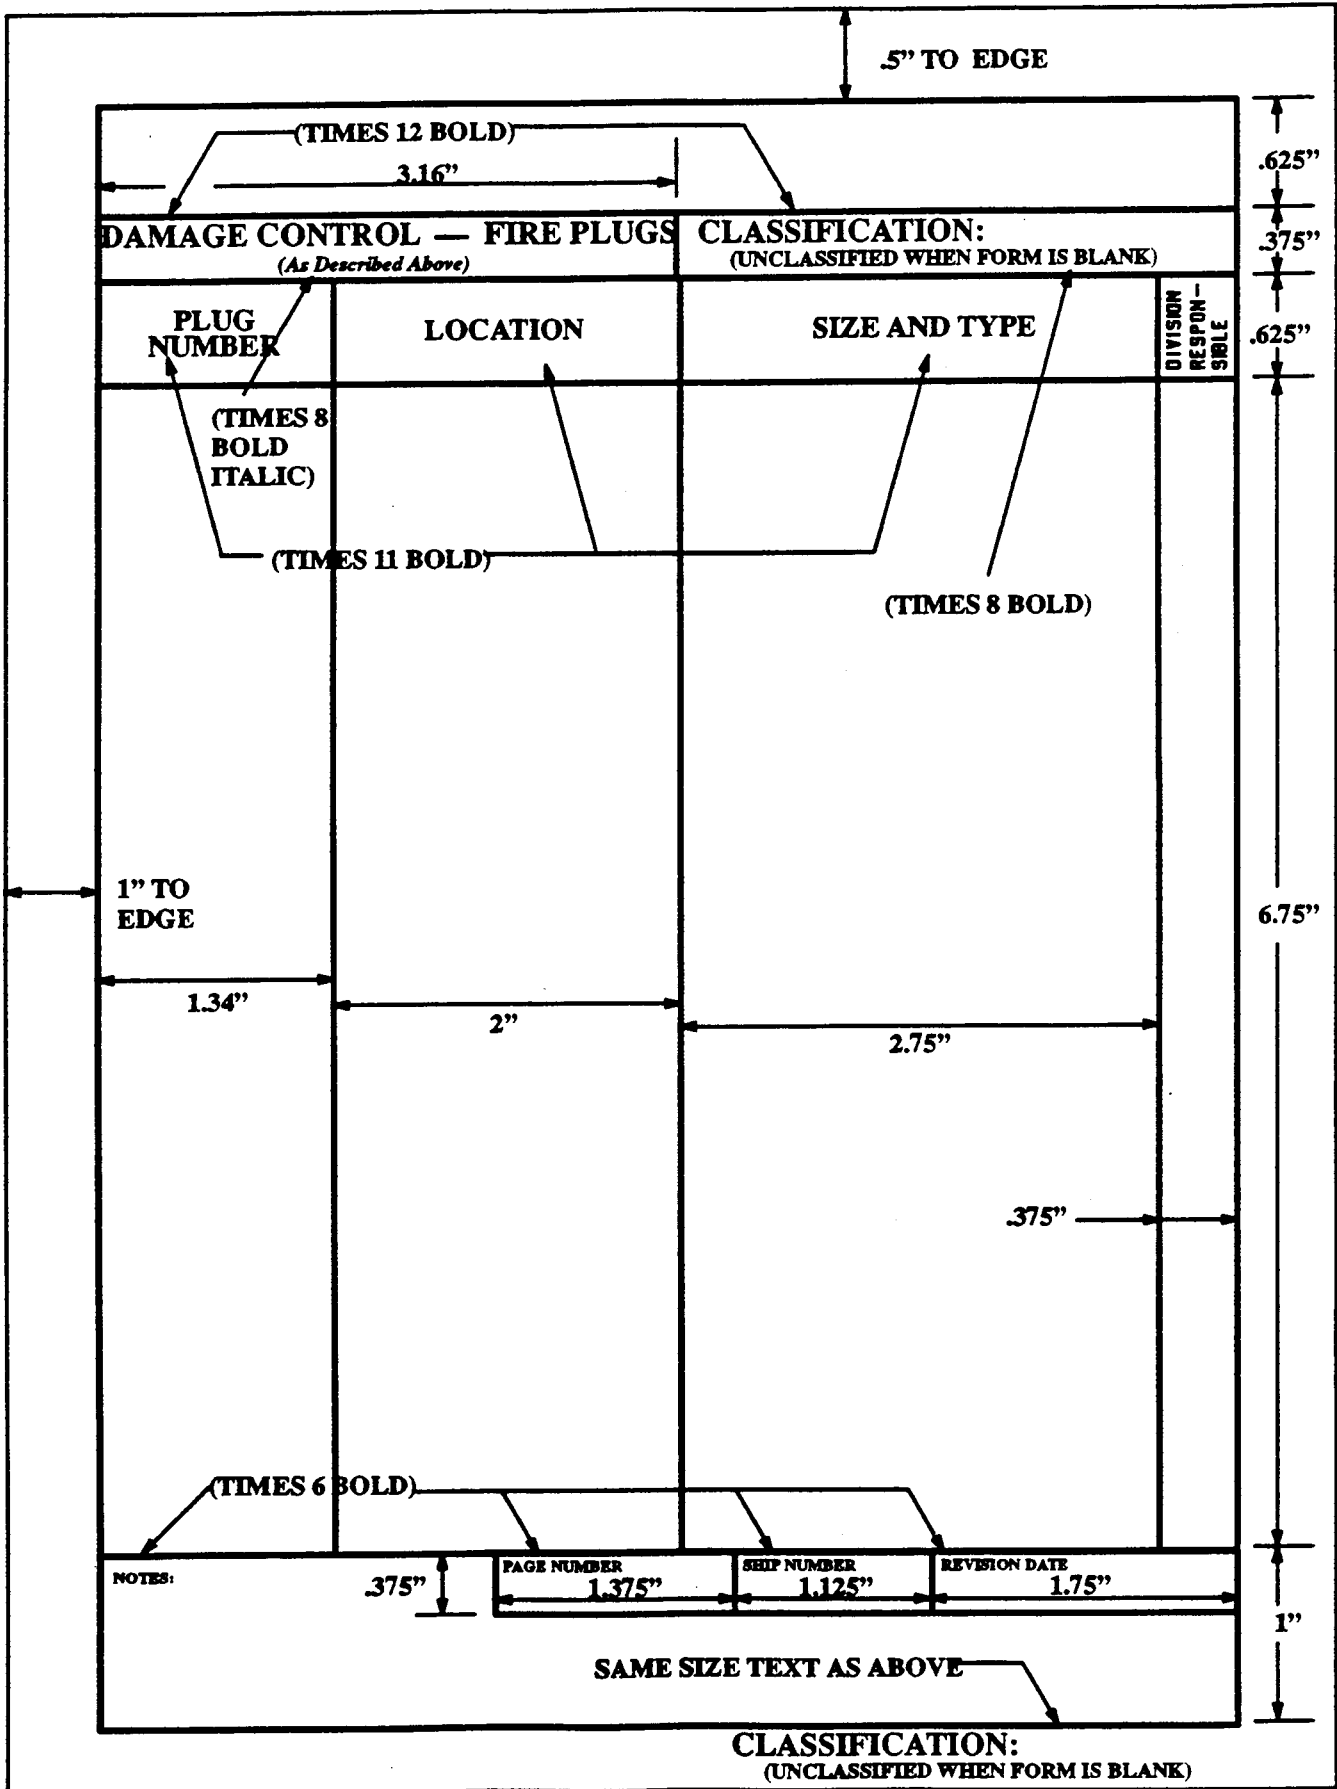 .5” TO EDGE
(TIMES 12 BOLD)
.625”
3.16”
DAMAGE CONTROL — FIRE PLUGS
(As Described Above)
CLASSIFICATION:
(UNCLASSIFIED WHEN FORM IS BLANK)
.375”
PLUG
NUMBER
LOCATION
SIZE AND TYPE
DIVISION
RESPON-
SIBLE
.625”
(TIMES 8
BOLD
ITALIC)
(TIMES 11 BOLD)
(TIMES 8 BOLD)
1” TO
EDGE
6.75”
1.34”
2”
2.75”
.375”
(TIMES 6 BOLD)
NOTES:
.375”
PAGE NUMBER
1.375”
SHIP NUMBER
1.125”
REVISION DATE
1.75”
1”
SAME SIZE TEXT AS ABOVE
CLASSIFICATION:
(UNCLASSIFIED WHEN FORM IS BLANK)